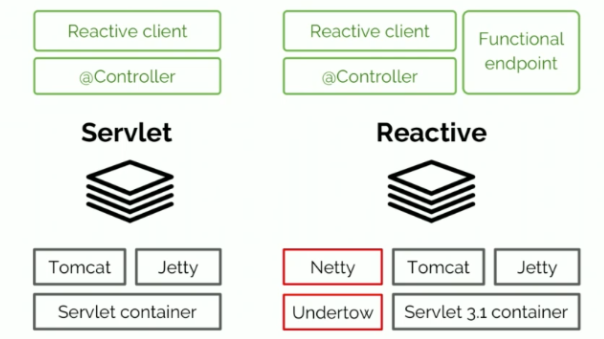 Reactive client
@Controller
Servlet
Tomcat
Jetty
Servlet container
Reactive client
@Controller
Functional
endpoint
Reactive
Netty
Tomcat
Jetty
Undertow
Servlet 3.1 container